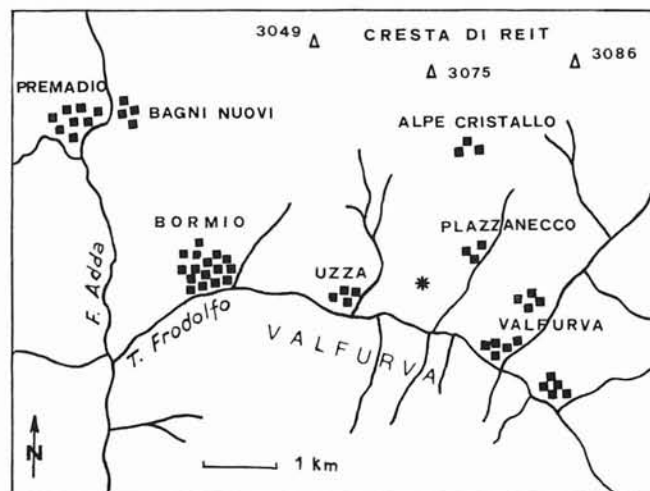 3049
CRESTA DI REIT
3086
3075
PREMADIO
BAGNI NUOVI
ALPE CRISTALLO
BORMIO
PLAZZANECCO
UZZA
F. Adda
T. Frodolfo
VALFURVA
VALFURVA
N
1 km